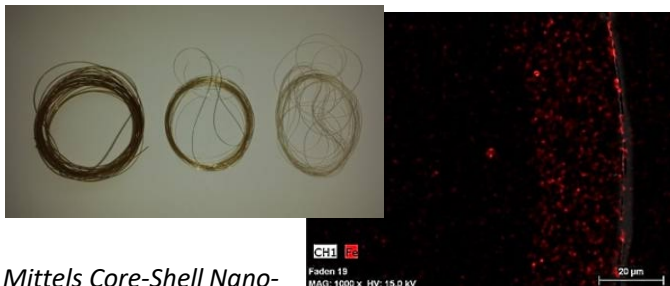 CH1 Fe
Faden 19
MAG: 1000 x HV: 15.0 kV
20 µm
Mittels Core-Shell Nano-